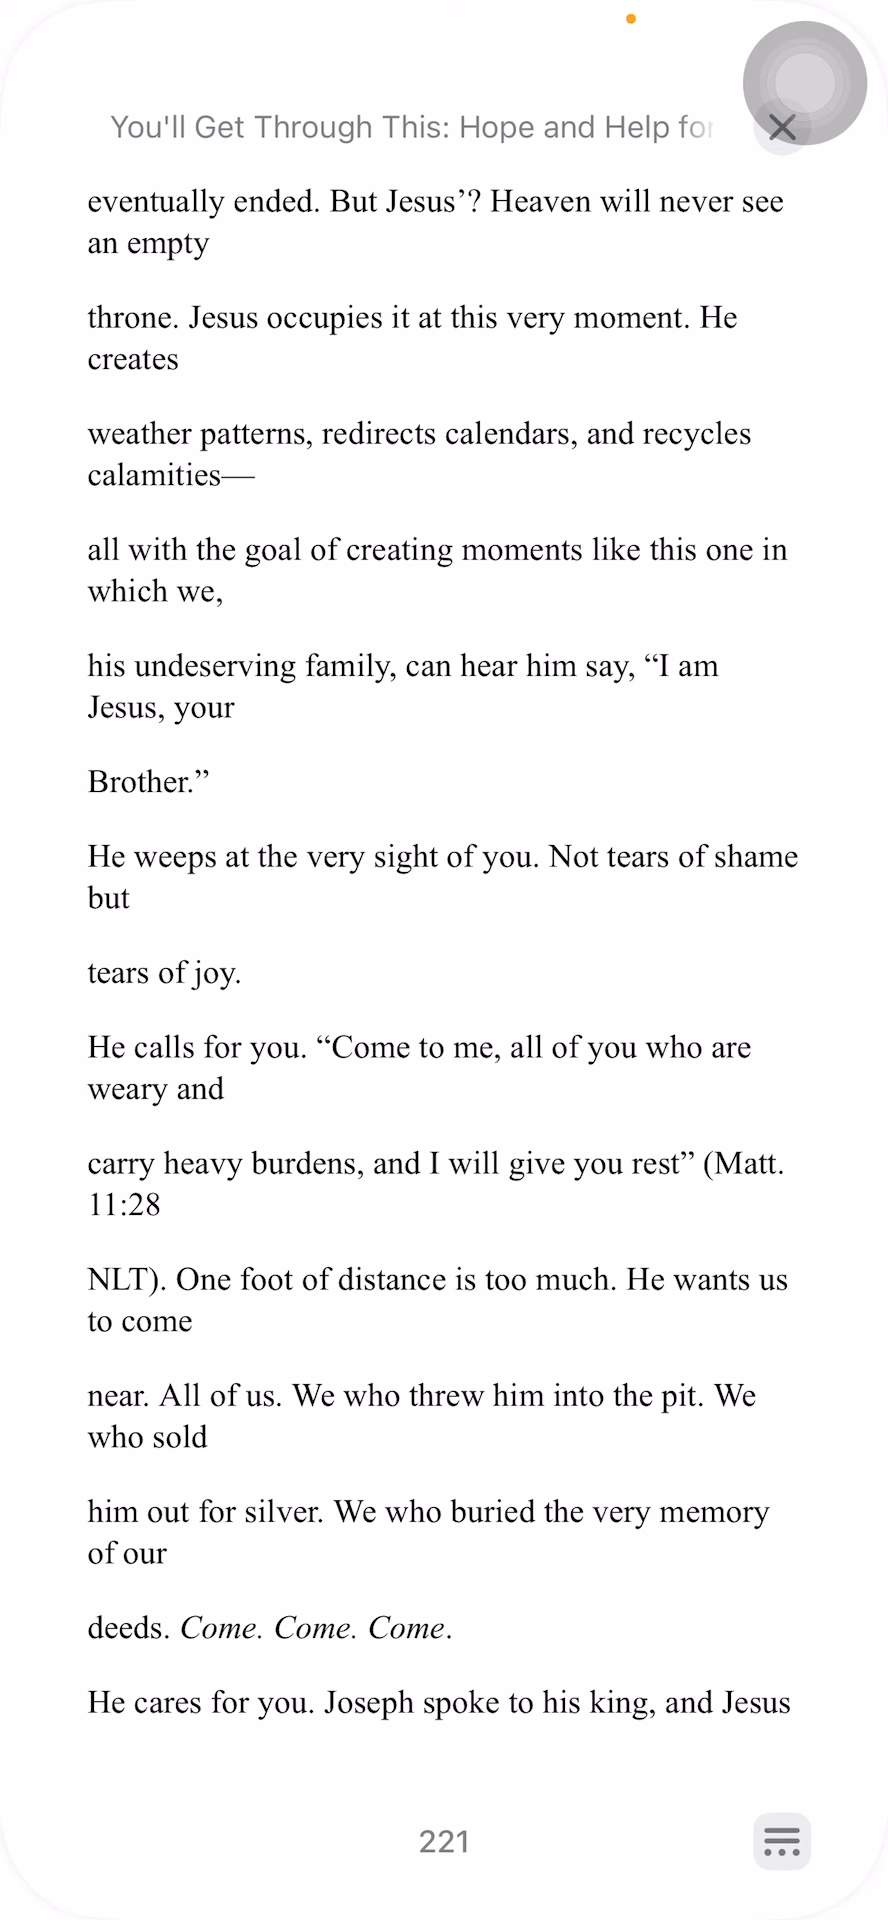 You'll Get Through This: Hope and Help for
eventually ended. But Jesus’? Heaven will never see
an empty
throne. Jesus occupies it at this very moment. He
creates
weather patterns, redirects calendars, and recycles
calamities—
all with the goal of creating moments like this one in
which we,
his undeserving family, can hear him say, “I am
Jesus, your
Brother.”
He weeps at the very sight of you. Not tears of shame
but
tears of joy.
He calls for you. “Come to me, all of you who are
weary and
carry heavy burdens, and I will give you rest” (Matt.
11:28
NLT). One foot of distance is too much. He wants us
to come
near. All of us. We who threw him into the pit. We
who sold
him out for silver. We who buried the very memory
of our
deeds. Come. Come. Come.
He cares for you. Joseph spoke to his king, and Jesus
221